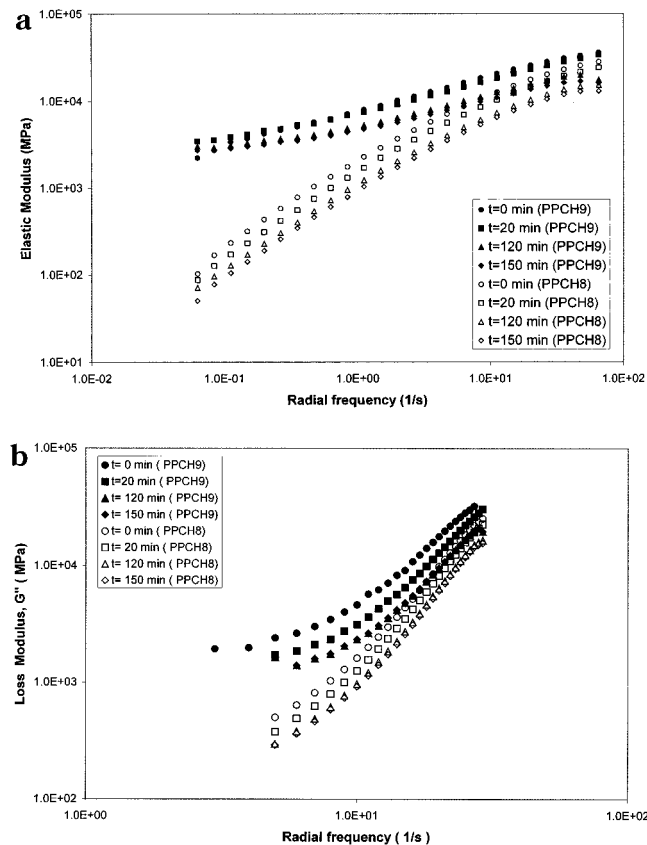 a
1.0E+05
1.0E+04
1.0E+03
1.0E+02
1.0E+01
Elastic Modulus (MPa)
t=0 min (PPCH9)
t=20 min (PPCH9)
t=120 min (PPCH9)
t=150 min (PPCH9)
t=0 min (PPCH8)
t=20 min (PPCH8)
t=120 min (PPCH8)
t=150 min (PPCH8)
1.0E-02 1.0E-01 1.0E+00 1.0E+01 1.0E+02
Radial frequency (1/s)
b
1.0E+05
1.0E+04
1.0E+03
1.0E+02
Loss Modulus, G" ( MPa)
t= 0 min ( PPCH9)
t=20 min ( PPCH9)
t= 120 min ( PPCH9)
t= 150 min ( PPCH9)
t= 0 min ( PPCH8)
t= 20 min ( PPCH8)
t= 120 min ( PPCH8)
t= 150 min ( PPCH8)
1.0E+00 1.0E+01 1.0E+02
Radial frequency ( 1/s )